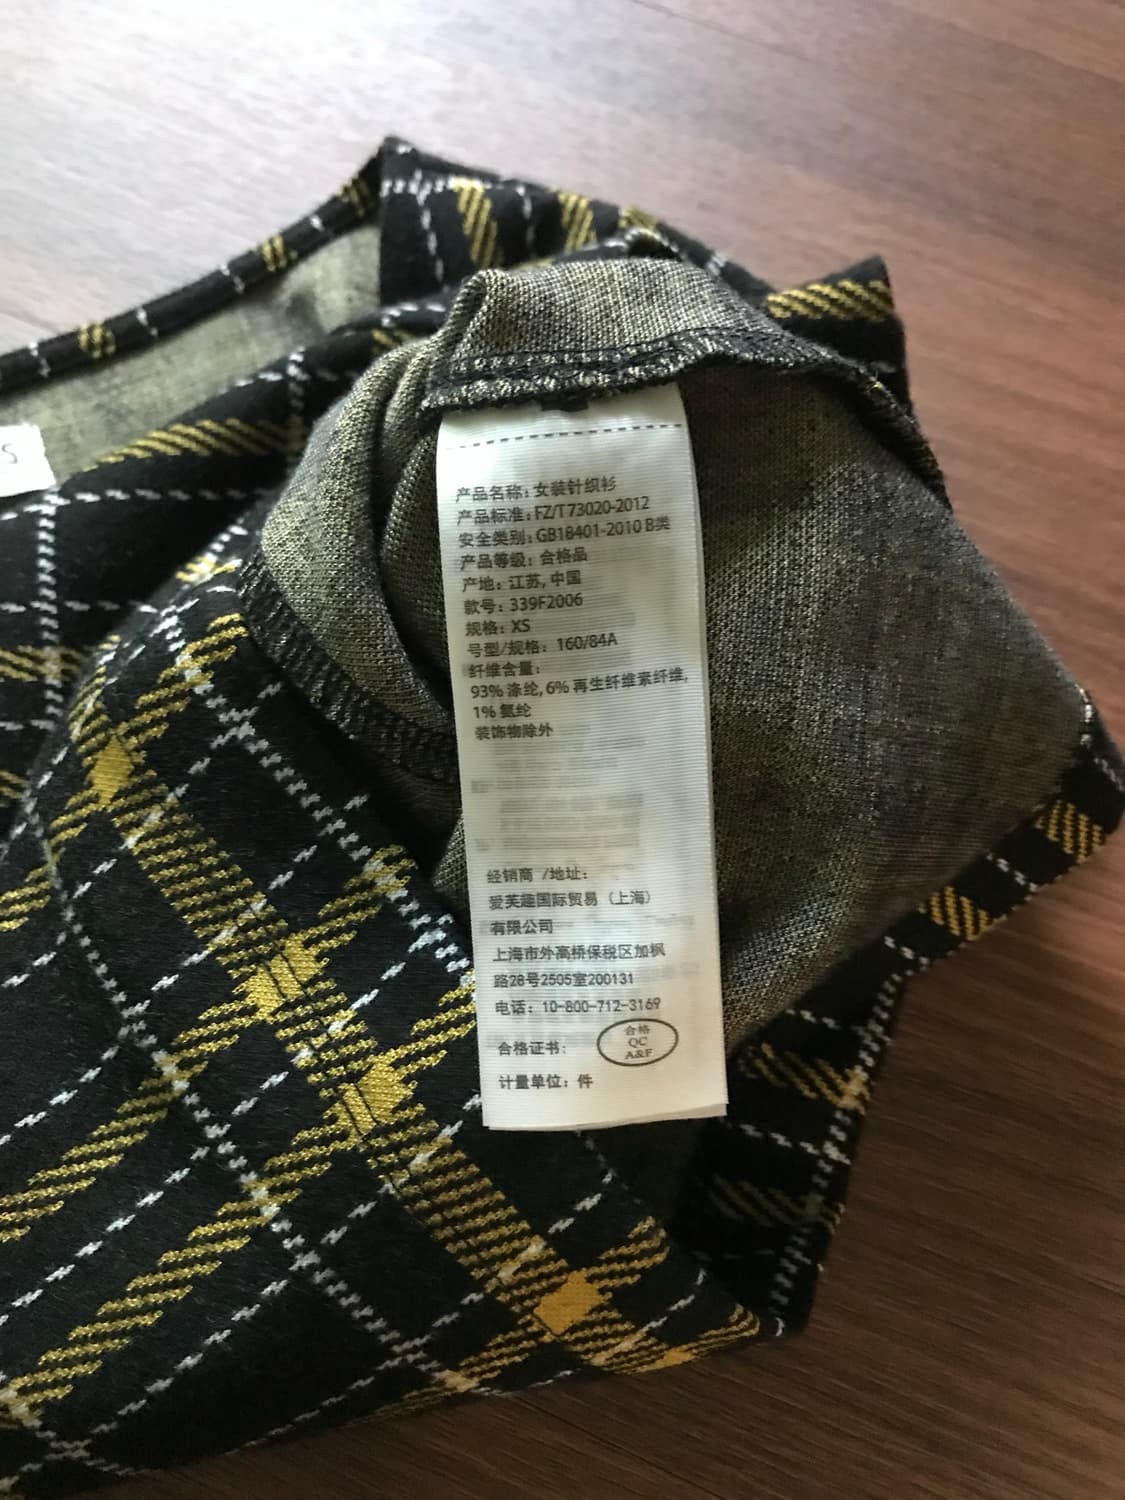 S
产品名称：女装针织衫
产品标准：FZ/T 73020-2012
安全类别：GB18401-2010 B类
产品等级：合格品
产地：江苏，中国
款号：339F2006
规格：XS
号型/规格：160/84A
纤维含量：
93% 涤纶, 6% 再生纤维素纤维,
1% 氨纶
装饰物除外
经销商 /地址：
爱芙趣国际贸易（上海）
有限公司
上海市外高桥保税区加枫
路28号2505室200131
电话：10-800-712-3169
合格证书：
合格
QC
A&F
计量单位：件